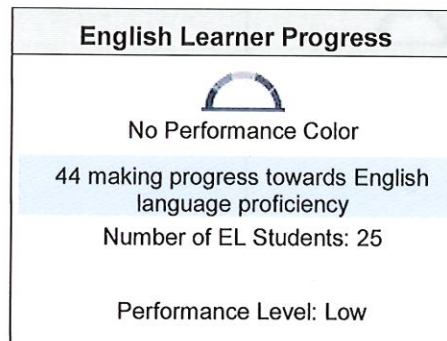 English Learner Progress
No Performance Color
44 making progress towards English
language proficiency
Number of EL Students: 25
Performance Level: Low